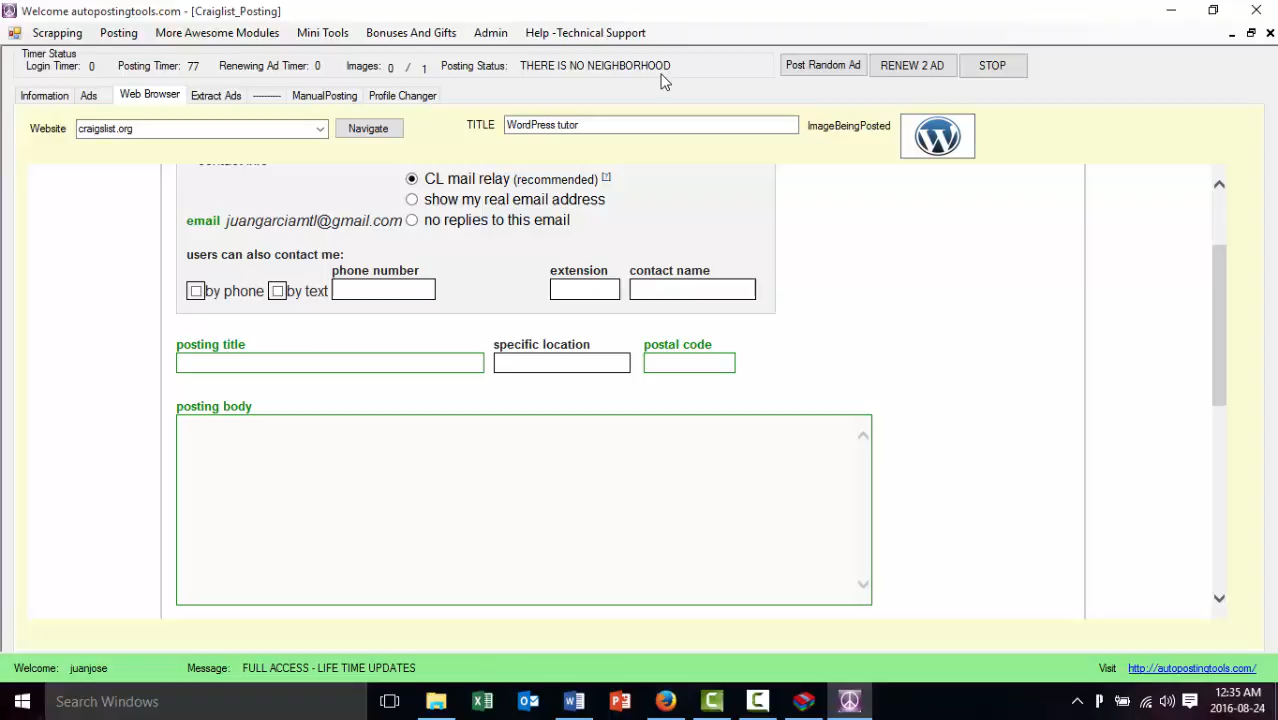 Welcome autopostingtools.com - [Craiglist_Posting]
Scrapping Posting More Awesome Modules Mini Tools Bonuses And Gifts Admin Help -Technical Support
Timer Status
Login Timer: 0 Posting Timer: 77 Renewing Ad Timer: 0 Images: 0 / 1 Posting Status: THERE IS NO NEIGHBORHOOD Post Random Ad RENEW 2 AD STOP
Information Ads Web Browser Extract Ads --------- ManualPosting Profile Changer
Website craigslist.org Navigate TITLE WordPress tutor ImageBeingPosted
CL mail relay (recommended) [?]
show my real email address
email juangarciamtl@gmail.com no replies to this email
users can also contact me:
phone number extension contact name
by phone by text
posting title specific location postal code
posting body
Welcome: juanjose Message: FULL ACCESS - LIFE TIME UPDATES Visit http://autopostingtools.com/
Search Windows
12:35 AM
2016-08-24